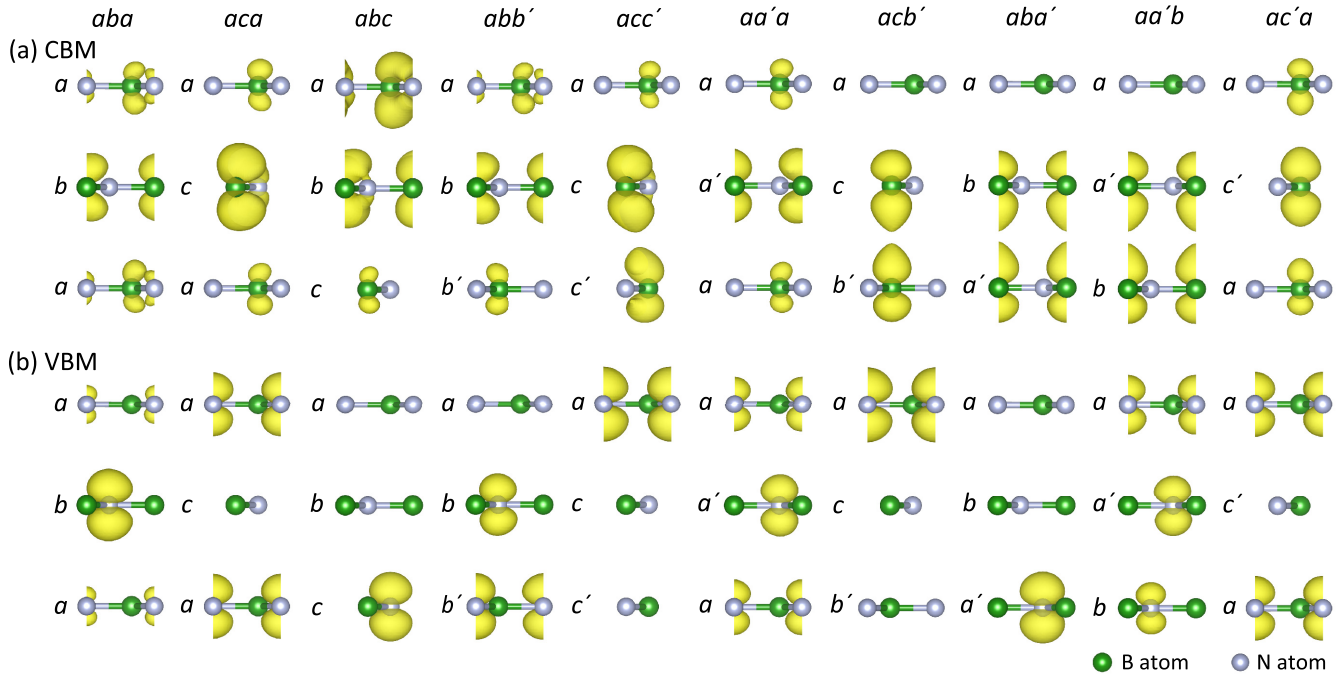 aba aca abc abb´ acc´ aa´a acb´ aba´ aa´b ac´a
(a) CBM
a a a a a a a a a a
b c b b c a´ c b a´ c´
a a c b´ c´ a b´ a´ b a
(b) VBM
a a a a a a a a a a
b c b b c a´ c b a´ c´
a a c b´ c´ a b´ a´ b a
B atom N atom